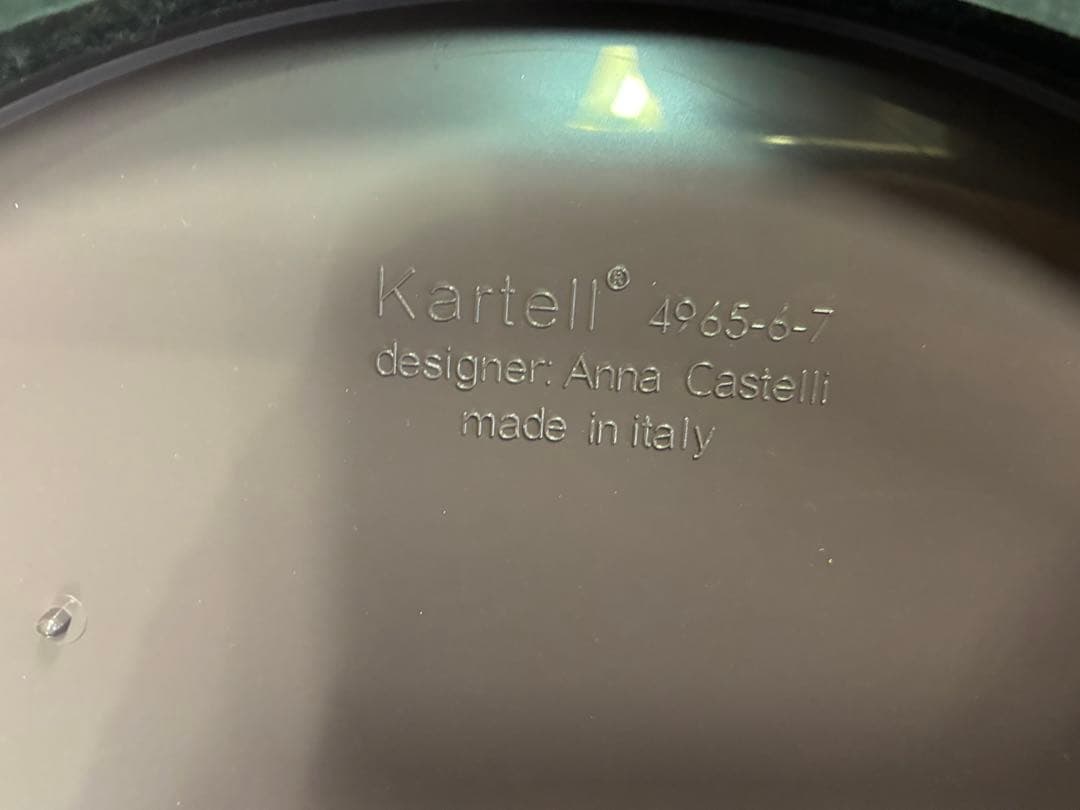 Kartell® 4965-6-7
designer: Anna Castelli
made in italy